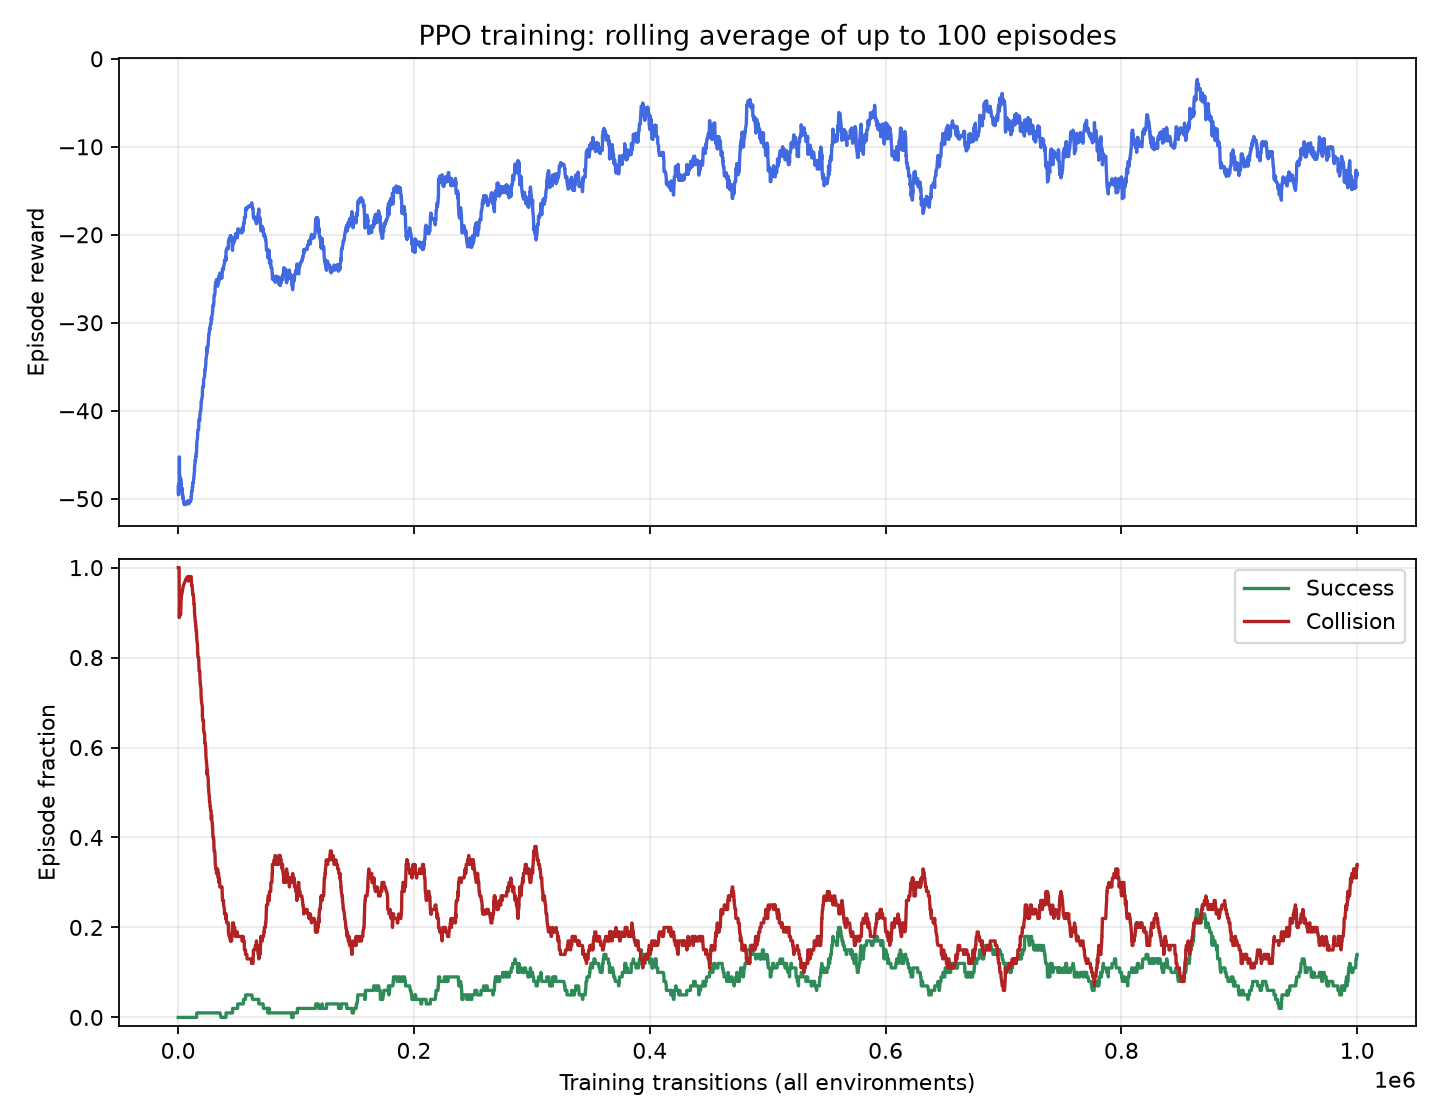 PPO training: rolling average of up to 100 episodes
0
−10
−20
−30
−40
−50
Episode reward
1.0
0.8
0.6
0.4
0.2
0.0
Episode fraction
Success
Collision
0.0 0.2 0.4 0.6 0.8 1.0
1e6
Training transitions (all environments)